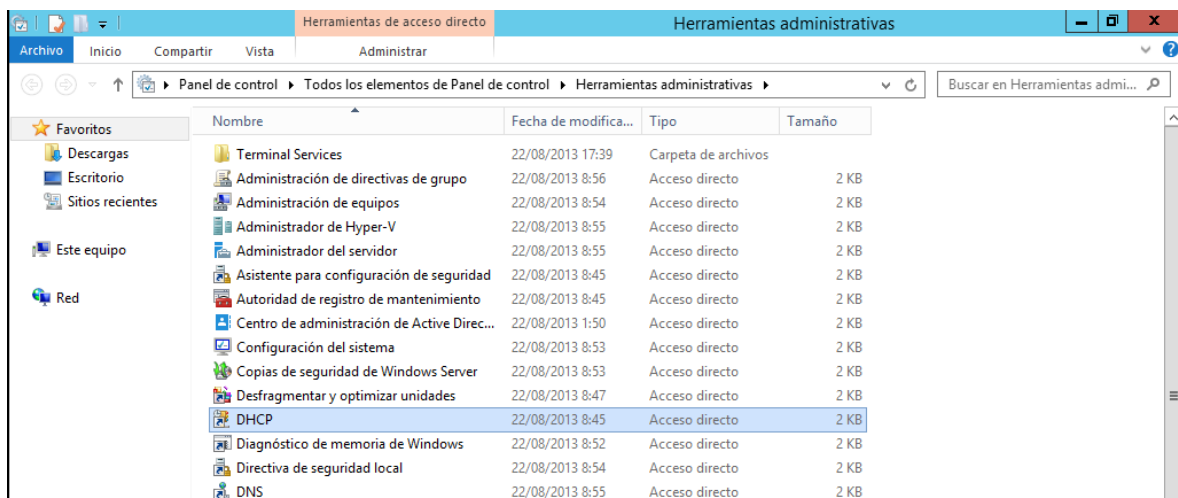 Herramientas de acceso directo
Herramientas administrativas
Archivo Inicio Compartir Vista Administrar
Panel de control Todos los elementos de Panel de control Herramientas administrativas
Buscar en Herramientas admi...
Favoritos
Descargas
Escritorio
Sitios recientes
Este equipo
Red
Nombre Fecha de modifica... Tipo Tamaño
Terminal Services 22/08/2013 17:39 Carpeta de archivos
Administración de directivas de grupo 22/08/2013 8:56 Acceso directo 2 KB
Administración de equipos 22/08/2013 8:54 Acceso directo 2 KB
Administrador de Hyper-V 22/08/2013 8:55 Acceso directo 2 KB
Administrador del servidor 22/08/2013 8:55 Acceso directo 2 KB
Asistente para configuración de seguridad 22/08/2013 8:45 Acceso directo 2 KB
Autoridad de registro de mantenimiento 22/08/2013 8:45 Acceso directo 2 KB
Centro de administración de Active Direc... 22/08/2013 1:50 Acceso directo 2 KB
Configuración del sistema 22/08/2013 8:53 Acceso directo 2 KB
Copias de seguridad de Windows Server 22/08/2013 8:53 Acceso directo 2 KB
Desfragmentar y optimizar unidades 22/08/2013 8:47 Acceso directo 2 KB
DHCP 22/08/2013 8:45 Acceso directo 2 KB
Diagnóstico de memoria de Windows 22/08/2013 8:52 Acceso directo 2 KB
Directiva de seguridad local 22/08/2013 8:54 Acceso directo 2 KB
DNS 22/08/2013 8:55 Acceso directo 2 KB